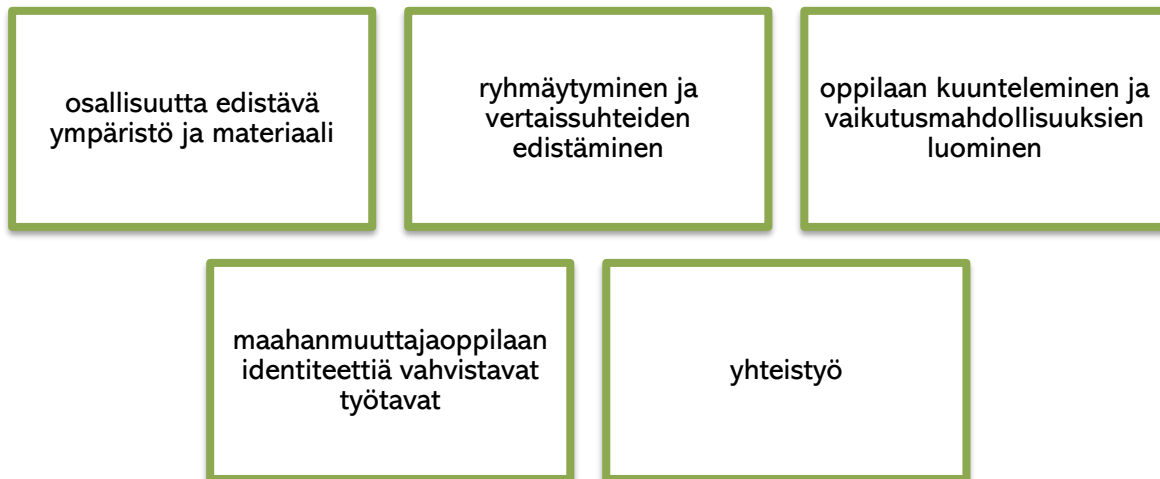 osallisuutta edistävä
ympäristö ja materiaali
ryhmäytyminen ja
vertaissuhteiden
edistäminen
oppilaan kuunteleminen ja
vaikutusmahdollisuuksien
luominen
maahanmuuttajaoppilaan
identiteettiä vahvistavat
työtavat
yhteistyö